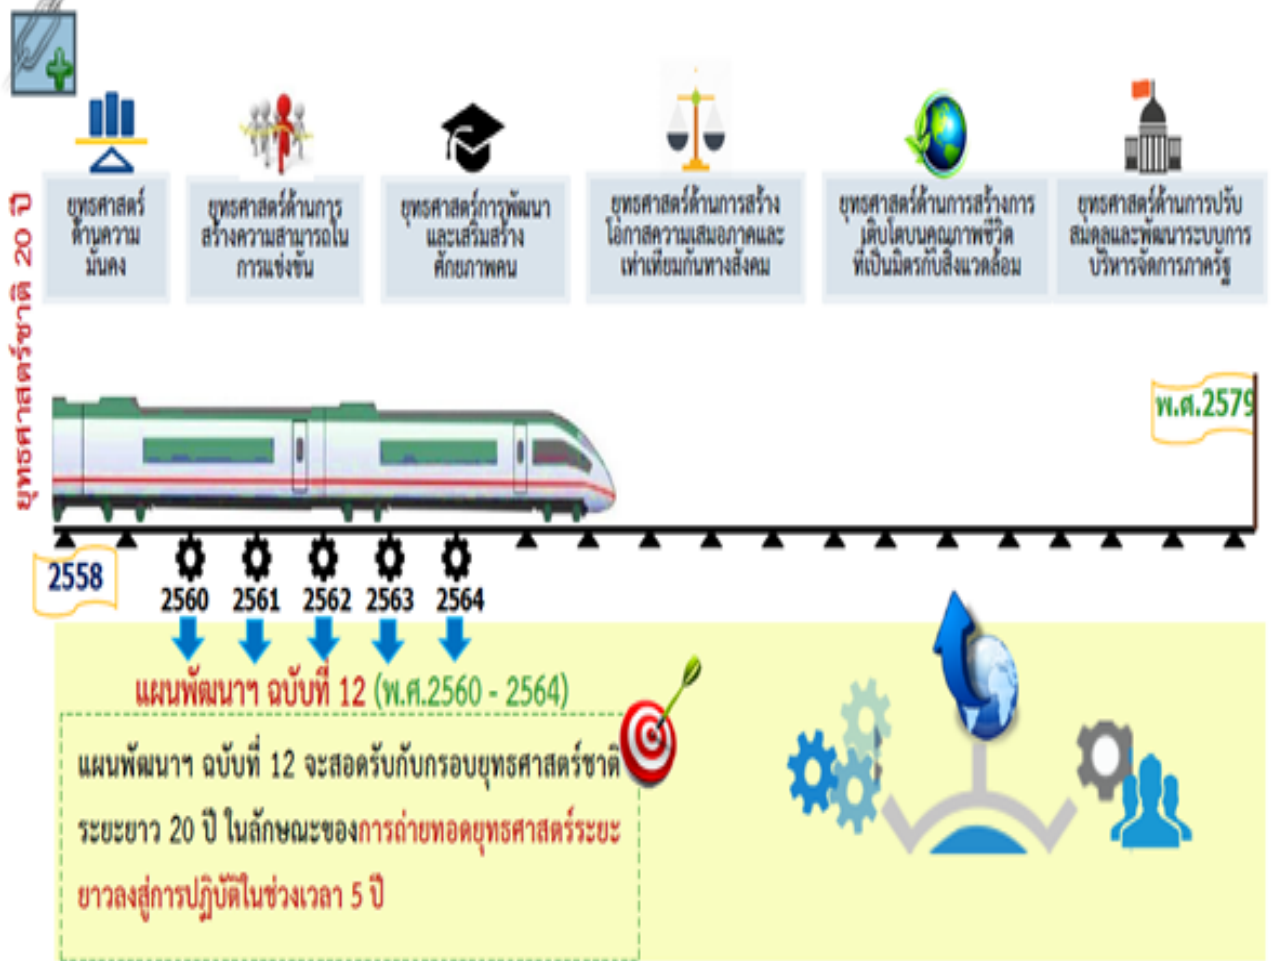 ยุทธศาสตร์ชาติ 20 ปี
ยุทธศาสตร์
ด้านความ
มั่นคง
ยุทธศาสตร์ด้านการ
สร้างความสามารถใน
การแข่งขัน
ยุทธศาสตร์การพัฒนา
และเสริมสร้าง
ศักยภาพคน
ยุทธศาสตร์ด้านการสร้าง
โอกาสความเสมอภาคและ
เท่าเทียมกันทางสังคม
ยุทธศาสตร์ด้านการสร้างการ
เติบโตบนคุณภาพชีวิต
ที่เป็นมิตรกับสิ่งแวดล้อม
ยุทธศาสตร์ด้านการปรับ
สมดุลและพัฒนาระบบการ
บริหารจัดการภาครัฐ
พ.ศ.2579
2558
2560 2561 2562 2563 2564
แผนพัฒนาฯ ฉบับที่ 12 (พ.ศ.2560 - 2564)
แผนพัฒนาฯ ฉบับที่ 12 จะสอดรับกับกรอบยุทธศาสตร์ชาติ
ระยะยาว 20 ปี ในลักษณะของการถ่ายทอดยุทธศาสตร์ระยะ
ยาวลงสู่การปฏิบัติในช่วงเวลา 5 ปี